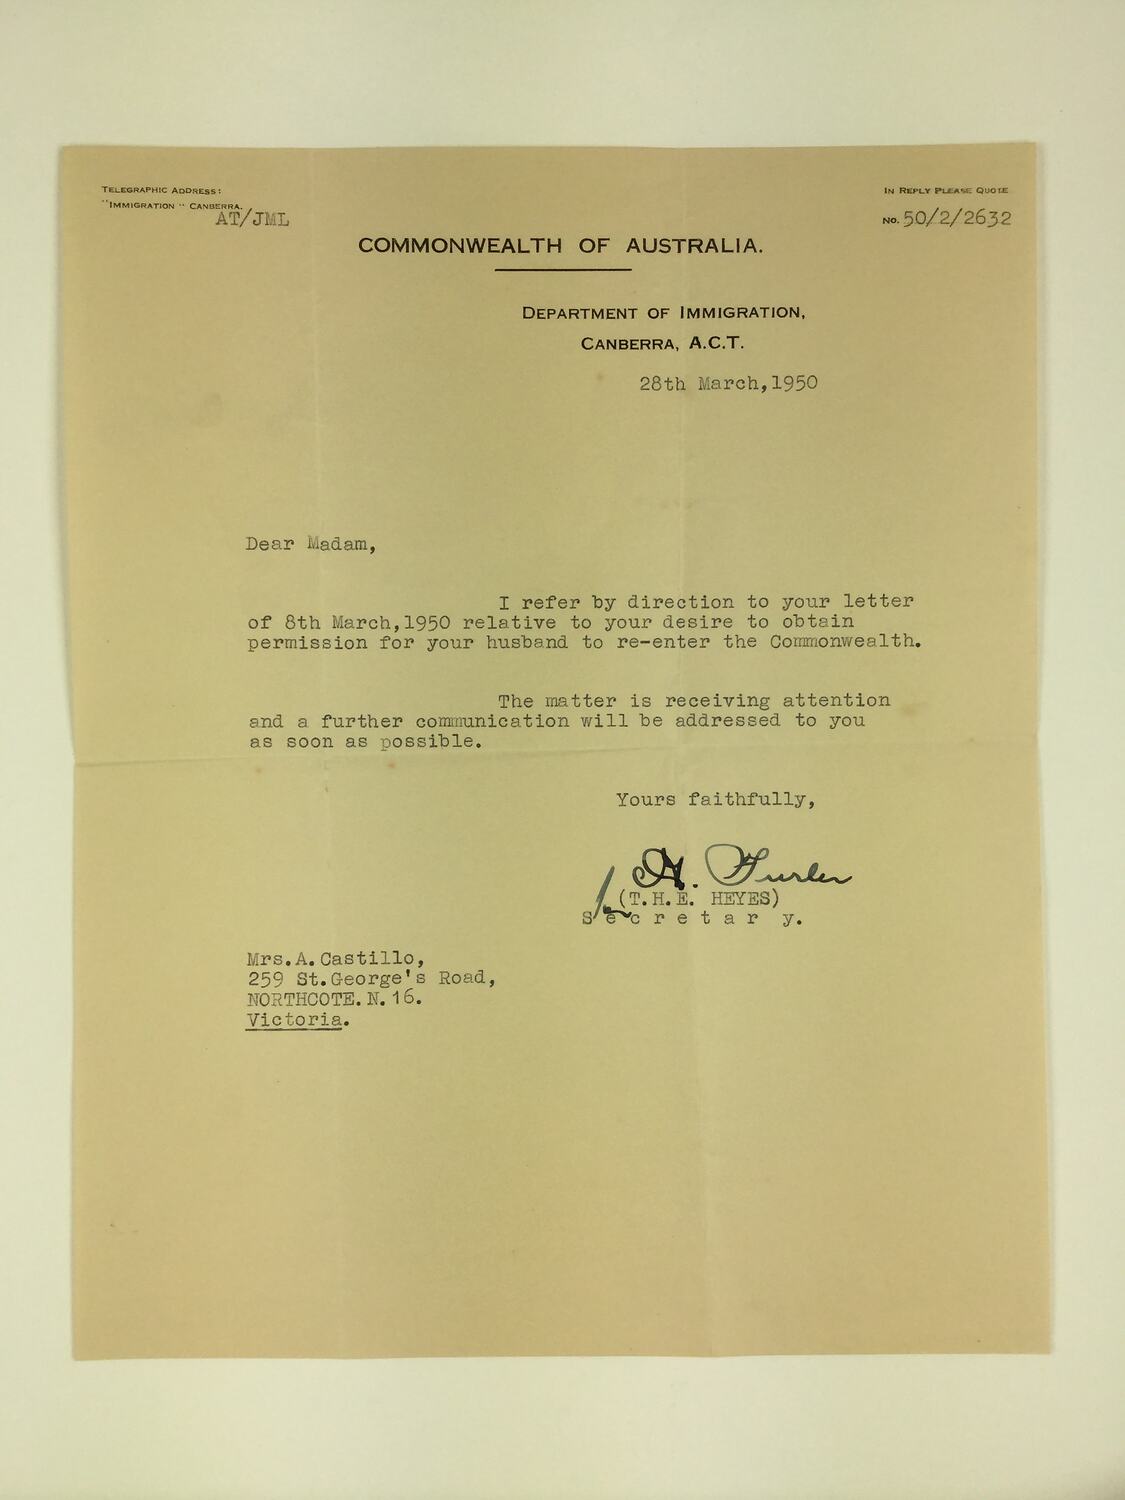 TELEGRAPHIC ADDRESS:
"IMMIGRATION" CANBERRA.
AT/JML
IN REPLY PLEASE QUOTE
No. 50/2/2632
COMMONWEALTH OF AUSTRALIA.
DEPARTMENT OF IMMIGRATION,
CANBERRA, A.C.T.
28th March,1950
Dear Madam,
I refer by direction to your letter
of 8th March,1950 relative to your desire to obtain
permission for your husband to re-enter the Commonwealth.
The matter is receiving attention
and a further communication will be addressed to you
as soon as possible.
Yours faithfully,
(T.H.E. HEYES)
Secretary.
Mrs.A.Castillo,
259 St.George's Road,
NORTHCOTE.N.16.
Victoria.